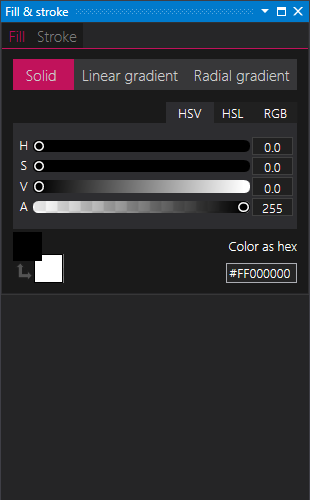 Fill & stroke
Fill Stroke
Solid Linear gradient Radial gradient
HSV HSL RGB
H 0.0
S 0.0
V 0.0
A 255
Color as hex
#FF000000